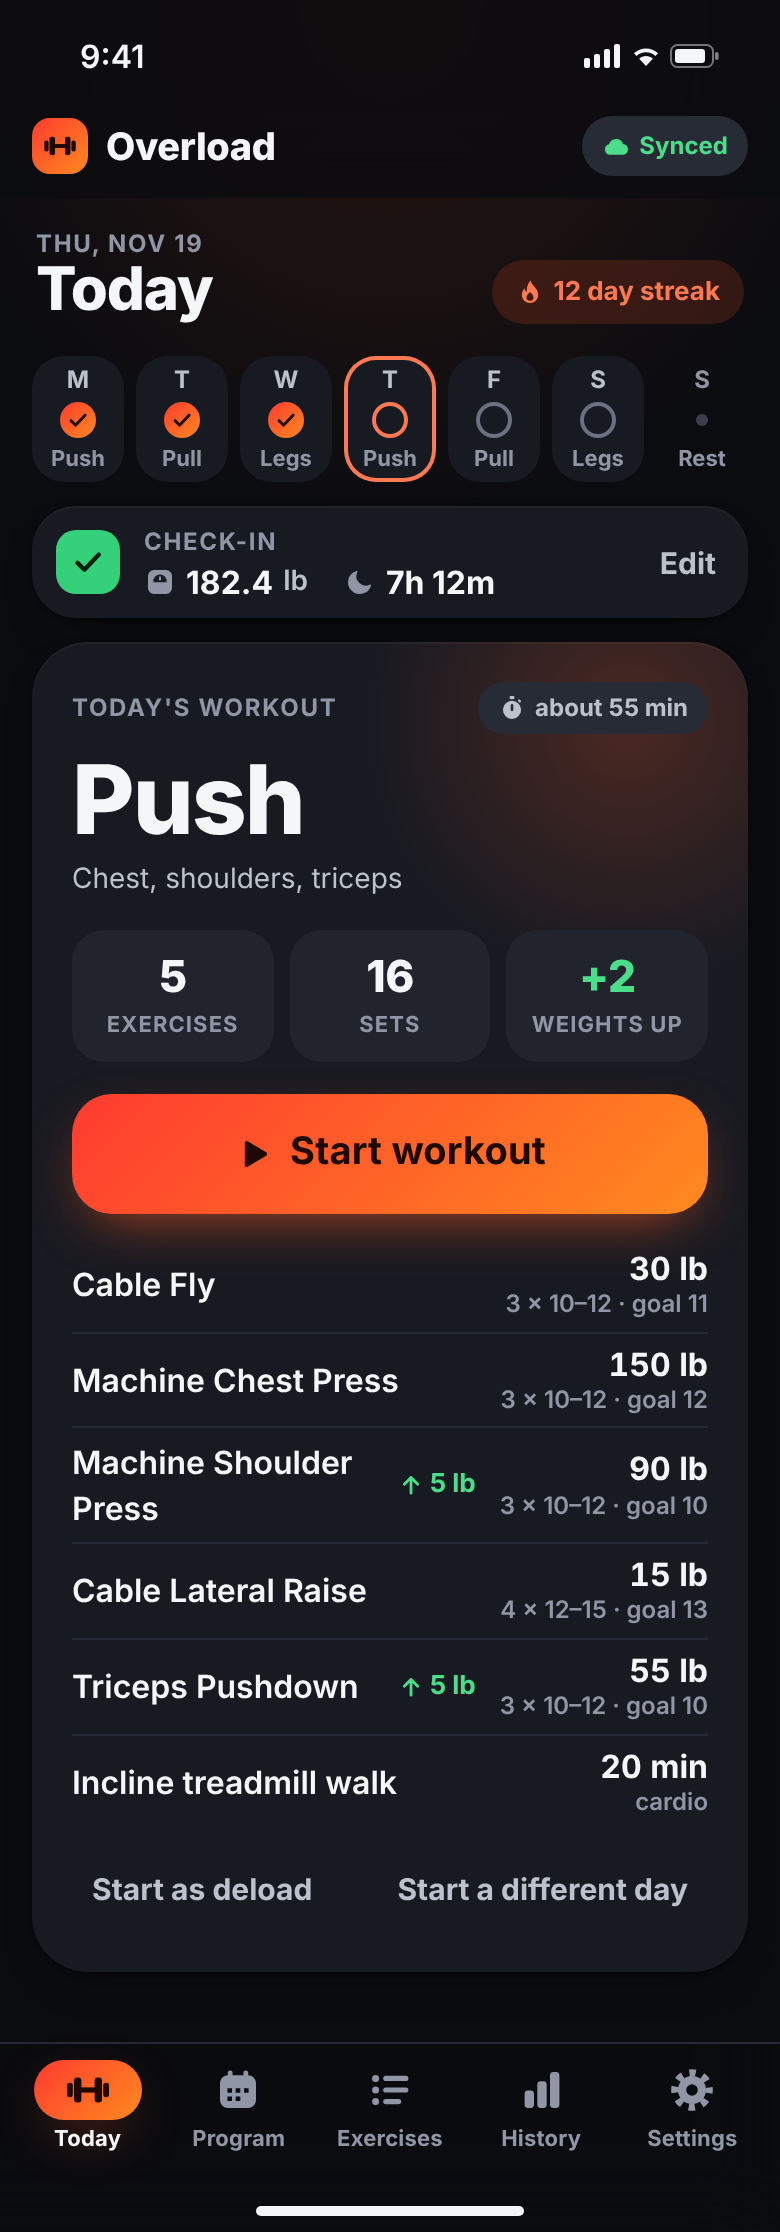 9:41
Overload
Synced
THU, NOV 19
Today
12 day streak
M T W T F S S
Push Pull Legs Push Pull Legs Rest
CHECK-IN
182.4 lb 7h 12m
Edit
TODAY'S WORKOUT
about 55 min
Push
Chest, shoulders, triceps
5 16 +2
EXERCISES SETS WEIGHTS UP
Start workout
Cable Fly
30 lb
3 × 10–12 · goal 11
Machine Chest Press
150 lb
3 × 10–12 · goal 12
Machine Shoulder
Press
↑ 5 lb
90 lb
3 × 10–12 · goal 10
Cable Lateral Raise
15 lb
4 × 12–15 · goal 13
Triceps Pushdown
↑ 5 lb
55 lb
3 × 10–12 · goal 10
Incline treadmill walk
20 min
cardio
Start as deload Start a different day
Today Program Exercises History Settings